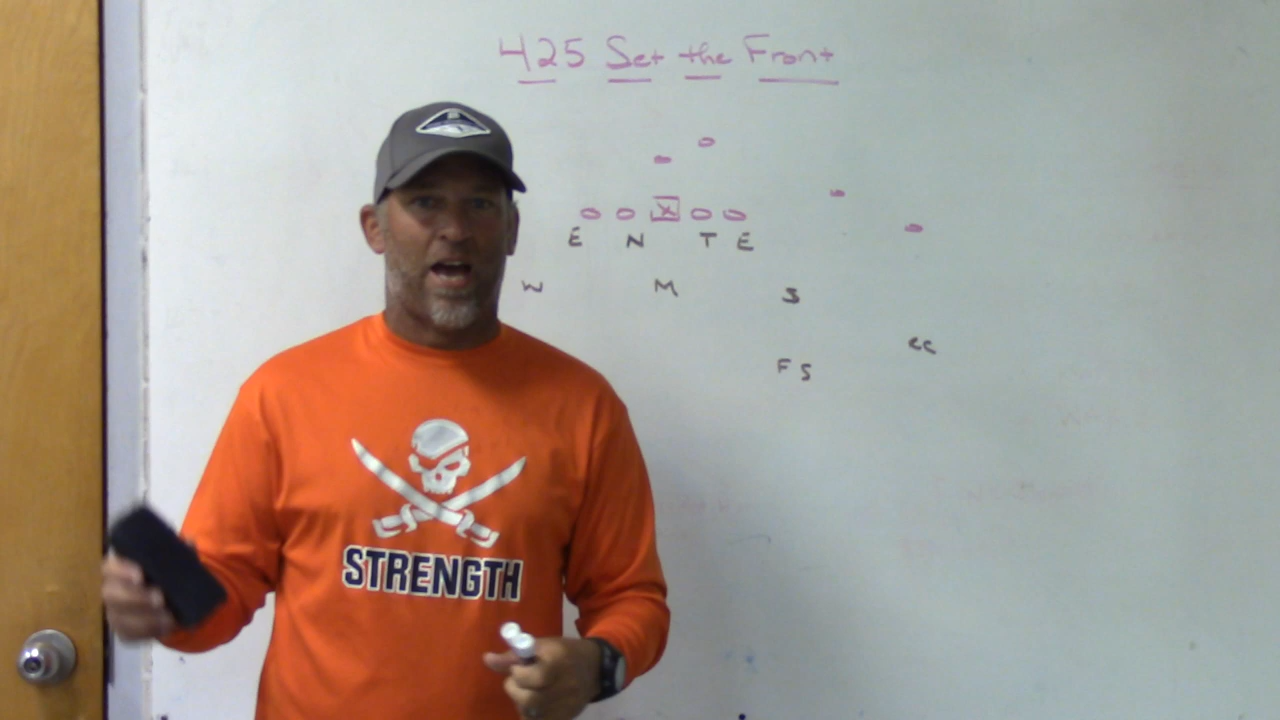 425 Set the Front
X
E N T E
W M S
CC
FS
STRENGTH